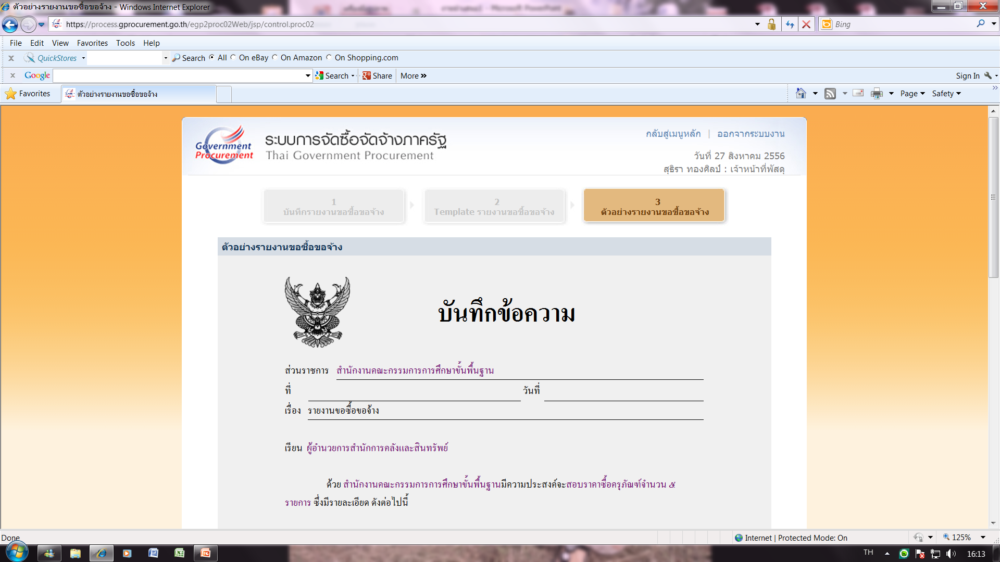 ตัวอย่างรายงานขอซื้อขอจ้าง - Windows Internet Explorer
https://process.gprocurement.go.th/egp2proc02Web/jsp/control.proc02
Bing
File Edit View Favorites Tools Help
x QuickStores Search All On eBay On Amazon On Shopping.com
x Google Search Share More »
Sign In
Favorites ตัวอย่างรายงานขอซื้อขอจ้าง
Page Safety »
Government Procurement
ระบบการจัดซื้อจัดจ้างภาครัฐ
Thai Government Procurement
กลับสู่เมนูหลัก | ออกจากระบบงาน
วันที่ 27 สิงหาคม 2556
สุธิรา ทองศิลป์ : เจ้าหน้าที่พัสดุ
1
บันทึกรายงานขอซื้อขอจ้าง
2
Template รายงานขอซื้อขอจ้าง
3
ตัวอย่างรายงานขอซื้อขอจ้าง
ตัวอย่างรายงานขอซื้อขอจ้าง
บันทึกข้อความ
ส่วนราชการ สำนักงานคณะกรรมการการศึกษาขั้นพื้นฐาน
ที่ วันที่
เรื่อง รายงานขอซื้อขอจ้าง
เรียน ผู้อำนวยการสำนักการคลังและสินทรัพย์
ด้วย สำนักงานคณะกรรมการการศึกษาขั้นพื้นฐานมีความประสงค์จะสอบราคาซื้อครุภัณฑ์จำนวน ๕
รายการ ซึ่งมีรายละเอียด ดังต่อไปนี้
Done
Internet | Protected Mode: On
125%
TH 16:13